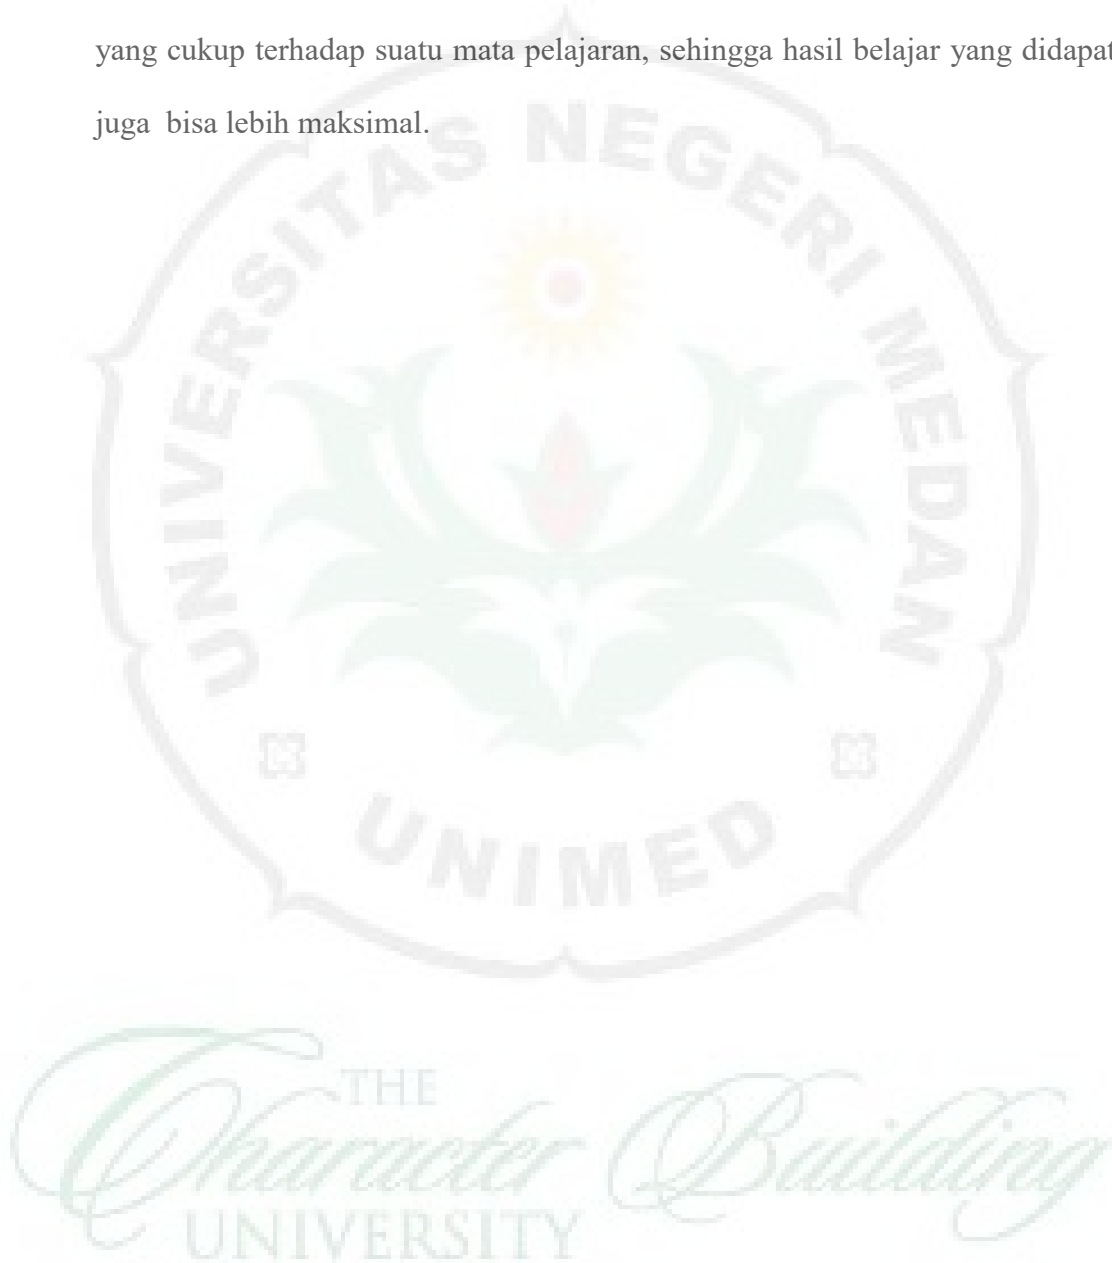 yang cukup terhadap suatu mata pelajaran, sehingga hasil belajar yang didapat
juga  bisa lebih maksimal.
UNIVERSITAS NEGERI MEDAN
UNIMED
THE
Character Building
UNIVERSITY